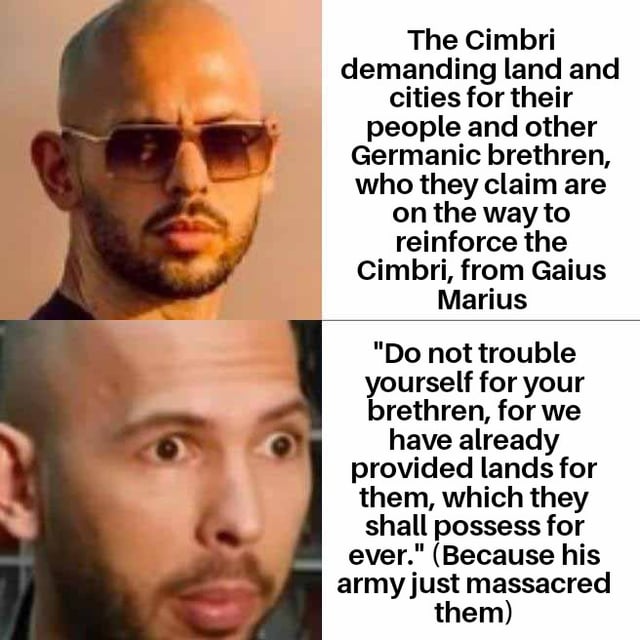 The Cimbri
demanding land and
cities for their
people and other
Germanic brethren,
who they claim are
on the way to
reinforce the
Cimbri, from Gaius
Marius
"Do not trouble
yourself for your
brethren, for we
have already
provided lands for
them, which they
shall possess for
ever." (Because his
army just massacred
them)